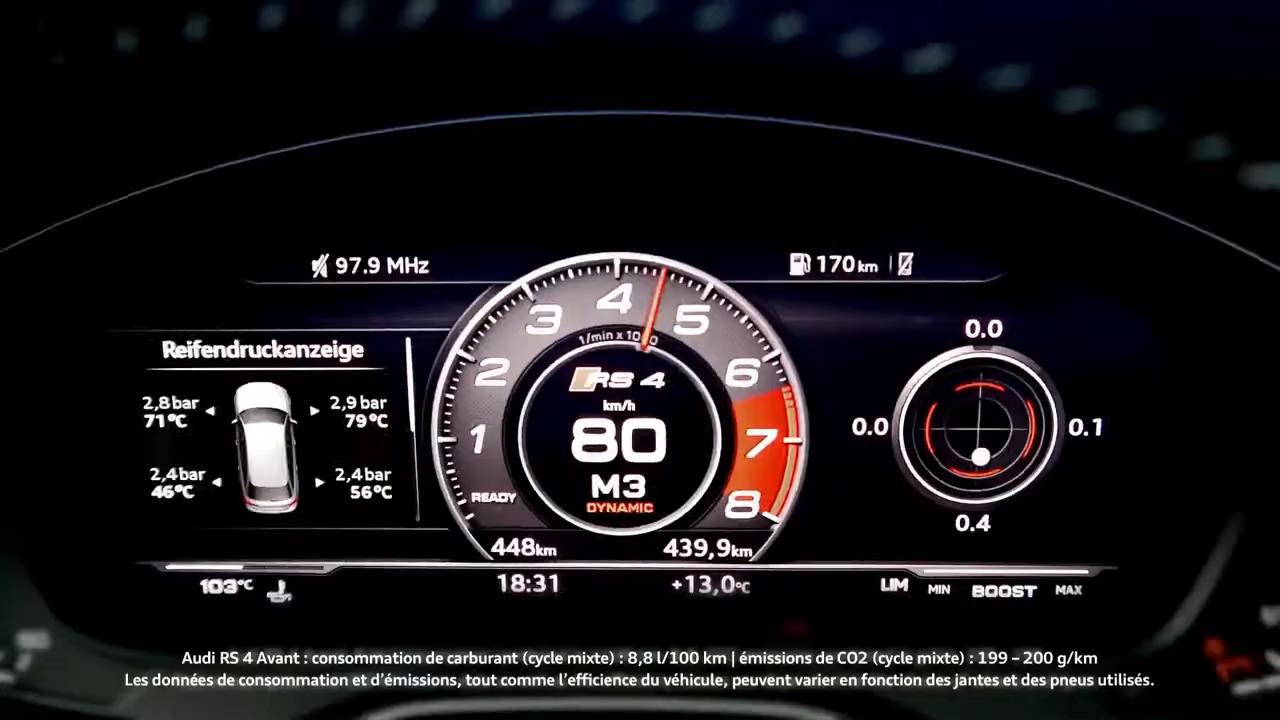 97.9 MHz
170 km
Reifendruckanzeige
2,8 bar
71°C
2,9 bar
79°C
2,4 bar
46°C
2,4 bar
56°C
1 2 3 4 5 6 7 8
1/min x 1000
RS 4
km/h
80
M3
DYNAMIC
READY
448 km
439,9 km
0.0
0.0
0.1
0.4
103°C
18:31
+13,0°C
LIM
MIN
BOOST
MAX
Audi RS 4 Avant : consommation de carburant (cycle mixte) : 8,8 l/100 km | émissions de CO2 (cycle mixte) : 199 – 200 g/km
Les données de consommation et d’émissions, tout comme l’efficience du véhicule, peuvent varier en fonction des jantes et des pneus utilisés.